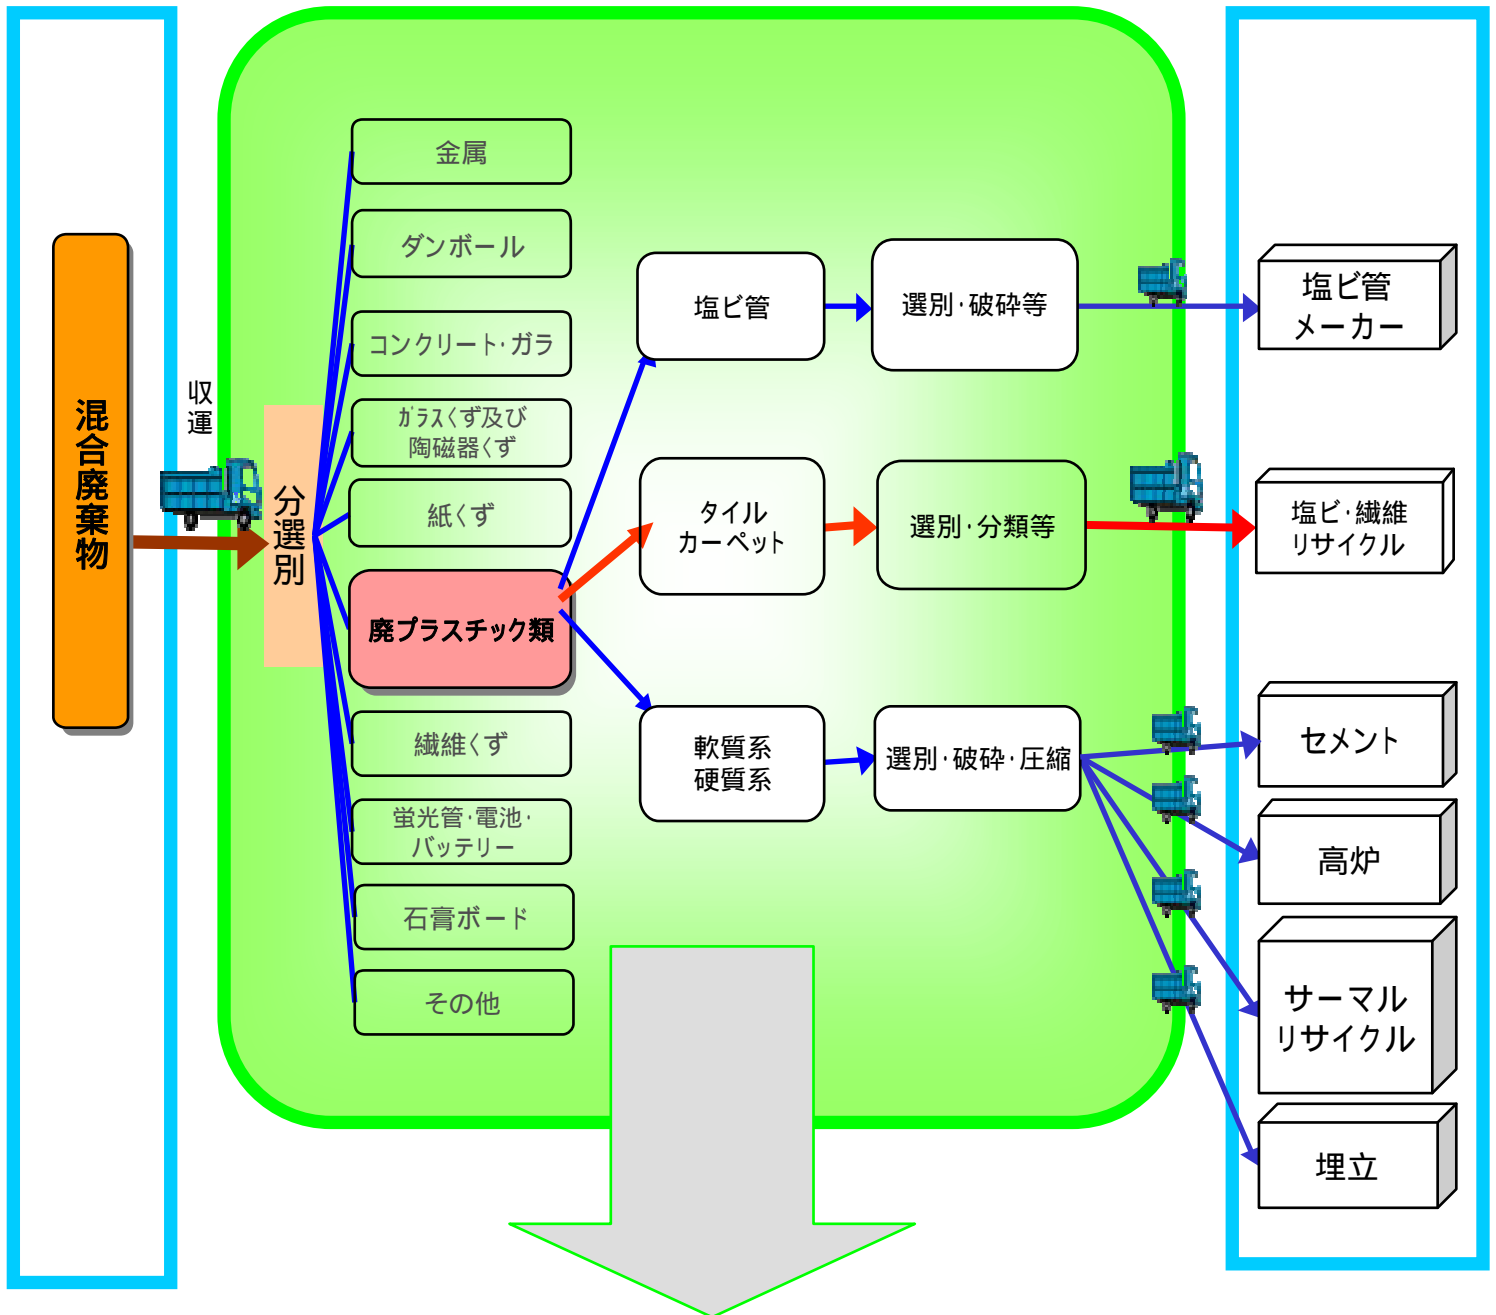 混合廃棄物
収運
分選別
金属
ダンボール
コンクリート・ガラ
ｶﾞﾗｽくず及び
陶磁器くず
紙くず
廃プラスチック類
繊維くず
蛍光管・電池・
バッテリー
石膏ボード
その他
塩ビ管
選別・破砕等
タイル
カーペット
選別・分類等
軟質系
硬質系
選別・破砕・圧縮
塩ビ管
メーカー
塩ビ・繊維
リサイクル
セメント
高炉
サーマル
リサイクル
埋立